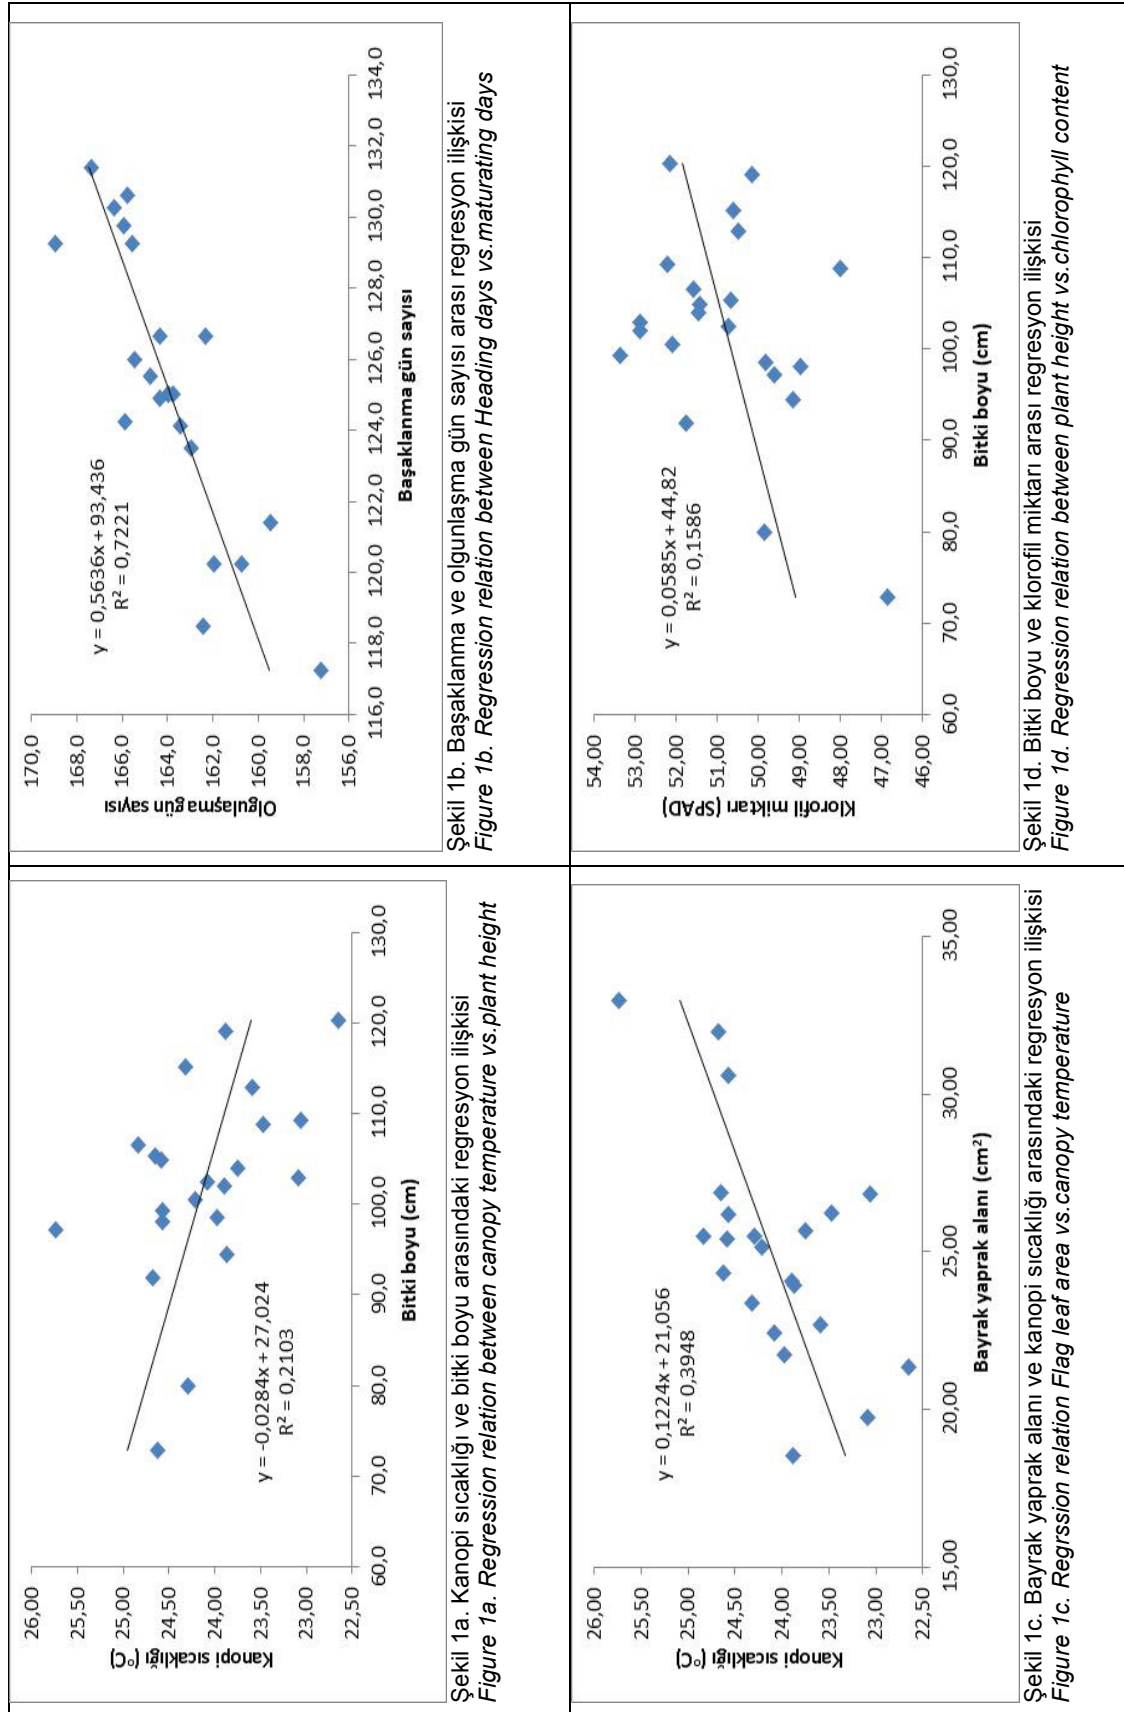 26,00
25,50
25,00
24,50
24,00
23,50
23,00
22,50
Kanopi sıcaklığı (°C)
y = -0,0284x + 27,024
R² = 0,2103
60,0 70,0 80,0 90,0 100,0 110,0 120,0 130,0
Bitki boyu (cm)
Şekil 1a. Kanopi sıcaklığı ve bitki boyu arasındaki regresyon ilişkisi
Figure 1a. Regression relation between canopy temperature vs.plant height
170,0
168,0
166,0
164,0
162,0
160,0
158,0
156,0
Olgulaşma gün sayısı
y = 0,5636x + 93,436
R² = 0,7221
116,0 118,0 120,0 122,0 124,0 126,0 128,0 130,0 132,0 134,0
Başaklanma gün sayısı
Şekil 1b. Başaklanma ve olgunlaşma gün sayısı arası regresyon ilişkisi
Figure 1b. Regression relation between Heading days vs.maturating days
26,00
25,50
25,00
24,50
24,00
23,50
23,00
22,50
Kanopi sıcaklığı (°C)
y = 0,1224x + 21,056
R² = 0,3948
15,00 20,00 25,00 30,00 35,00
Bayrak yaprak alanı (cm²)
Şekil 1c. Bayrak yaprak alanı ve kanopi sıcaklığı arasındaki regresyon ilişkisi
Figure 1c. Regrssion relation Flag leaf area vs.canopy temperature
54,00
53,00
52,00
51,00
50,00
49,00
48,00
47,00
46,00
Klorofil miktarı (SPAD)
y = 0,0585x + 44,82
R² = 0,1586
60,0 70,0 80,0 90,0 100,0 110,0 120,0 130,0
Bitki boyu (cm)
Şekil 1d. Bitki boyu ve klorofil miktarı arası regresyon ilişkisi
Figure 1d. Regression relation between plant height vs.chlorophyll content